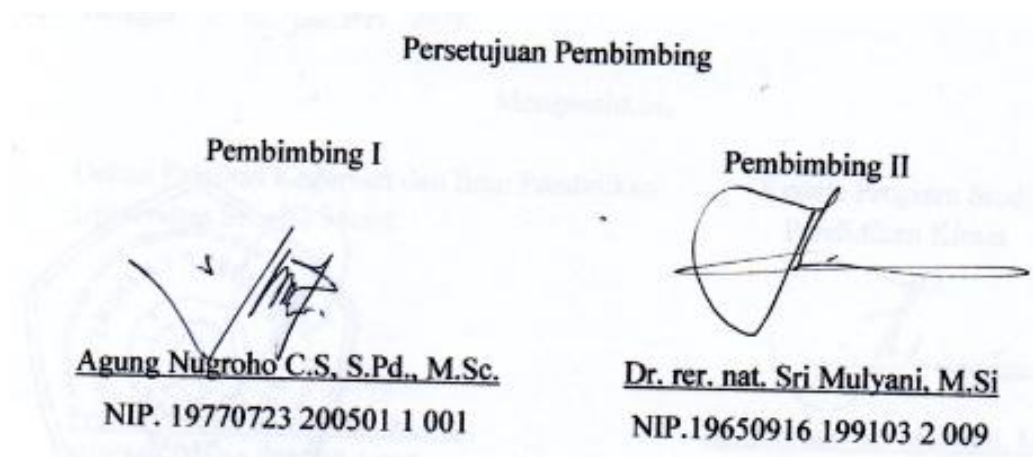 Persetujuan Pembimbing
Pembimbing I
Pembimbing II
Agung Nugroho C.S, S.Pd., M.Sc.
Dr. rer. nat. Sri Mulyani, M.Si
NIP. 19770723 200501 1 001
NIP.19650916 199103 2 009